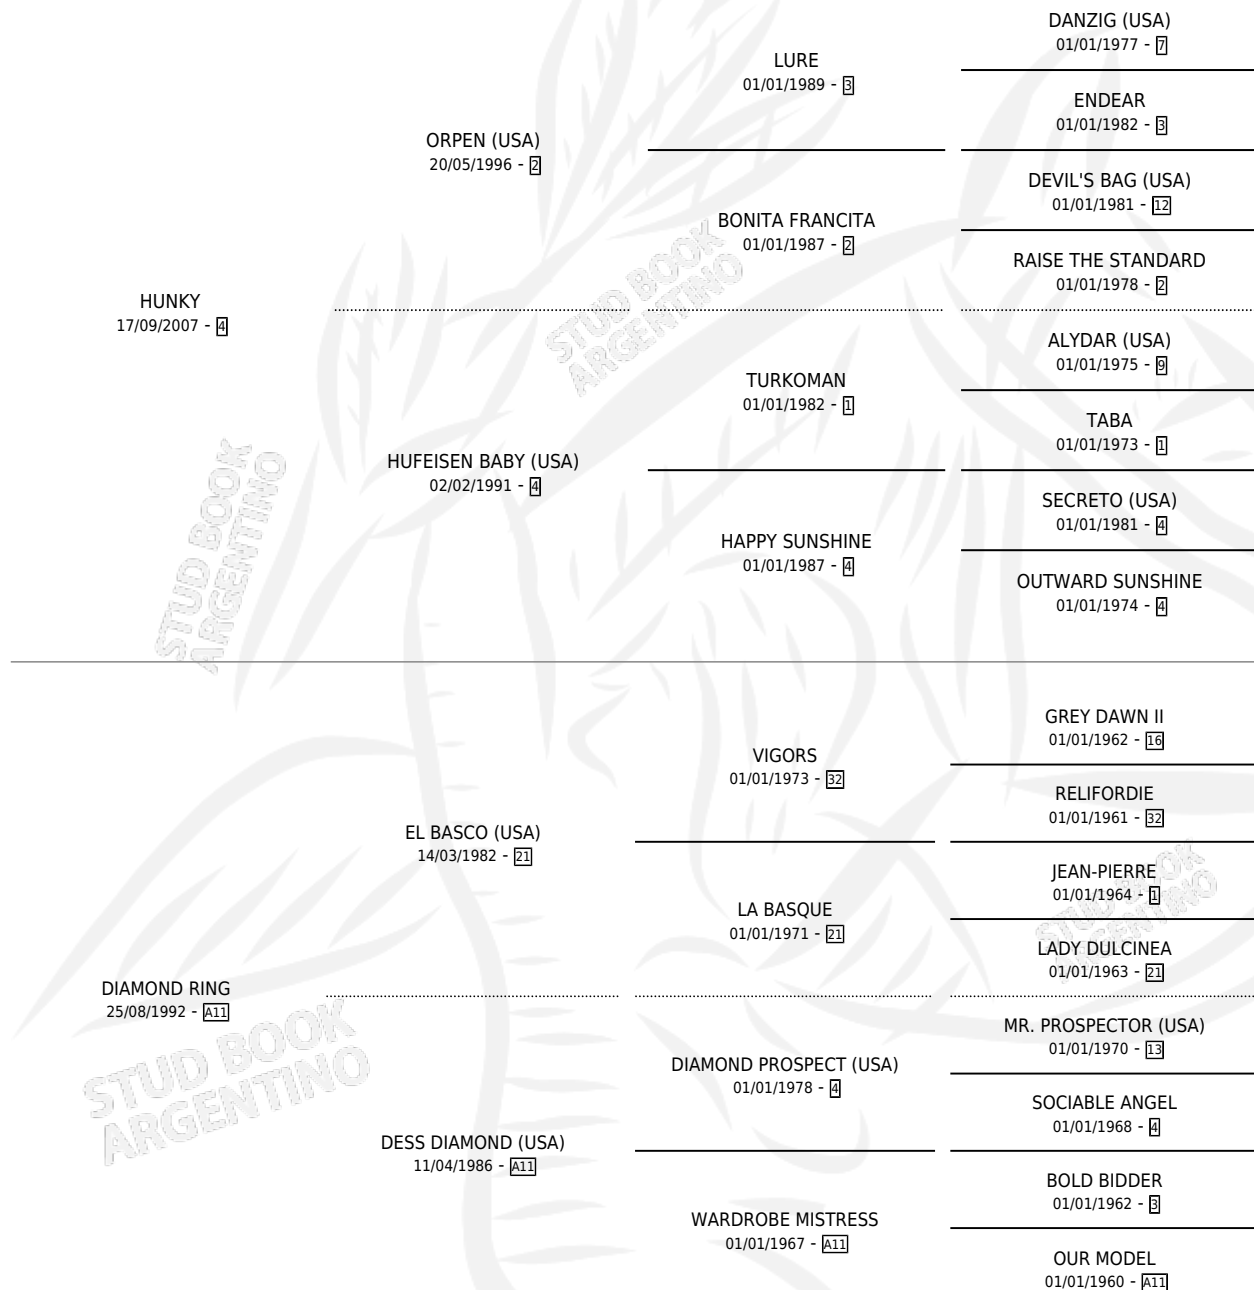 DANZIG (USA)
01/01/1977 - 7
LURE
01/01/1989 - 3
ENDEAR
01/01/1982 - 3
ORPEN (USA)
20/05/1996 - 2
DEVIL'S BAG (USA)
01/01/1981 - 12
BONITA FRANCITA
01/01/1987 - 2
RAISE THE STANDARD
01/01/1978 - 2
HUNKY
17/09/2007 - 4
ALYDAR (USA)
01/01/1975 - 9
TURKOMAN
01/01/1982 - 1
TABA
01/01/1973 - 1
HUFEISEN BABY (USA)
02/02/1991 - 4
SECRETO (USA)
01/01/1981 - 4
HAPPY SUNSHINE
01/01/1987 - 4
OUTWARD SUNSHINE
01/01/1974 - 4
GREY DAWN II
01/01/1962 - 16
VIGORS
01/01/1973 - 32
RELIFORDIE
01/01/1961 - 32
EL BASCO (USA)
14/03/1982 - 21
JEAN-PIERRE
01/01/1964 - 1
LA BASQUE
01/01/1971 - 21
LADY DULCINEA
01/01/1963 - 21
DIAMOND RING
25/08/1992 - A11
MR. PROSPECTOR (USA)
01/01/1970 - 13
DIAMOND PROSPECT (USA)
01/01/1978 - 4
SOCIABLE ANGEL
01/01/1968 - 4
DESS DIAMOND (USA)
11/04/1986 - A11
BOLD BIDDER
01/01/1962 - 3
WARDROBE MISTRESS
01/01/1967 - A11
OUR MODEL
01/01/1960 - A11
STUD BOOK
ARGENTINO
STUD BOOK
ARGENTINO
STUD BOOK
ARGENTINO
STUD BOOK
ARGENTINO